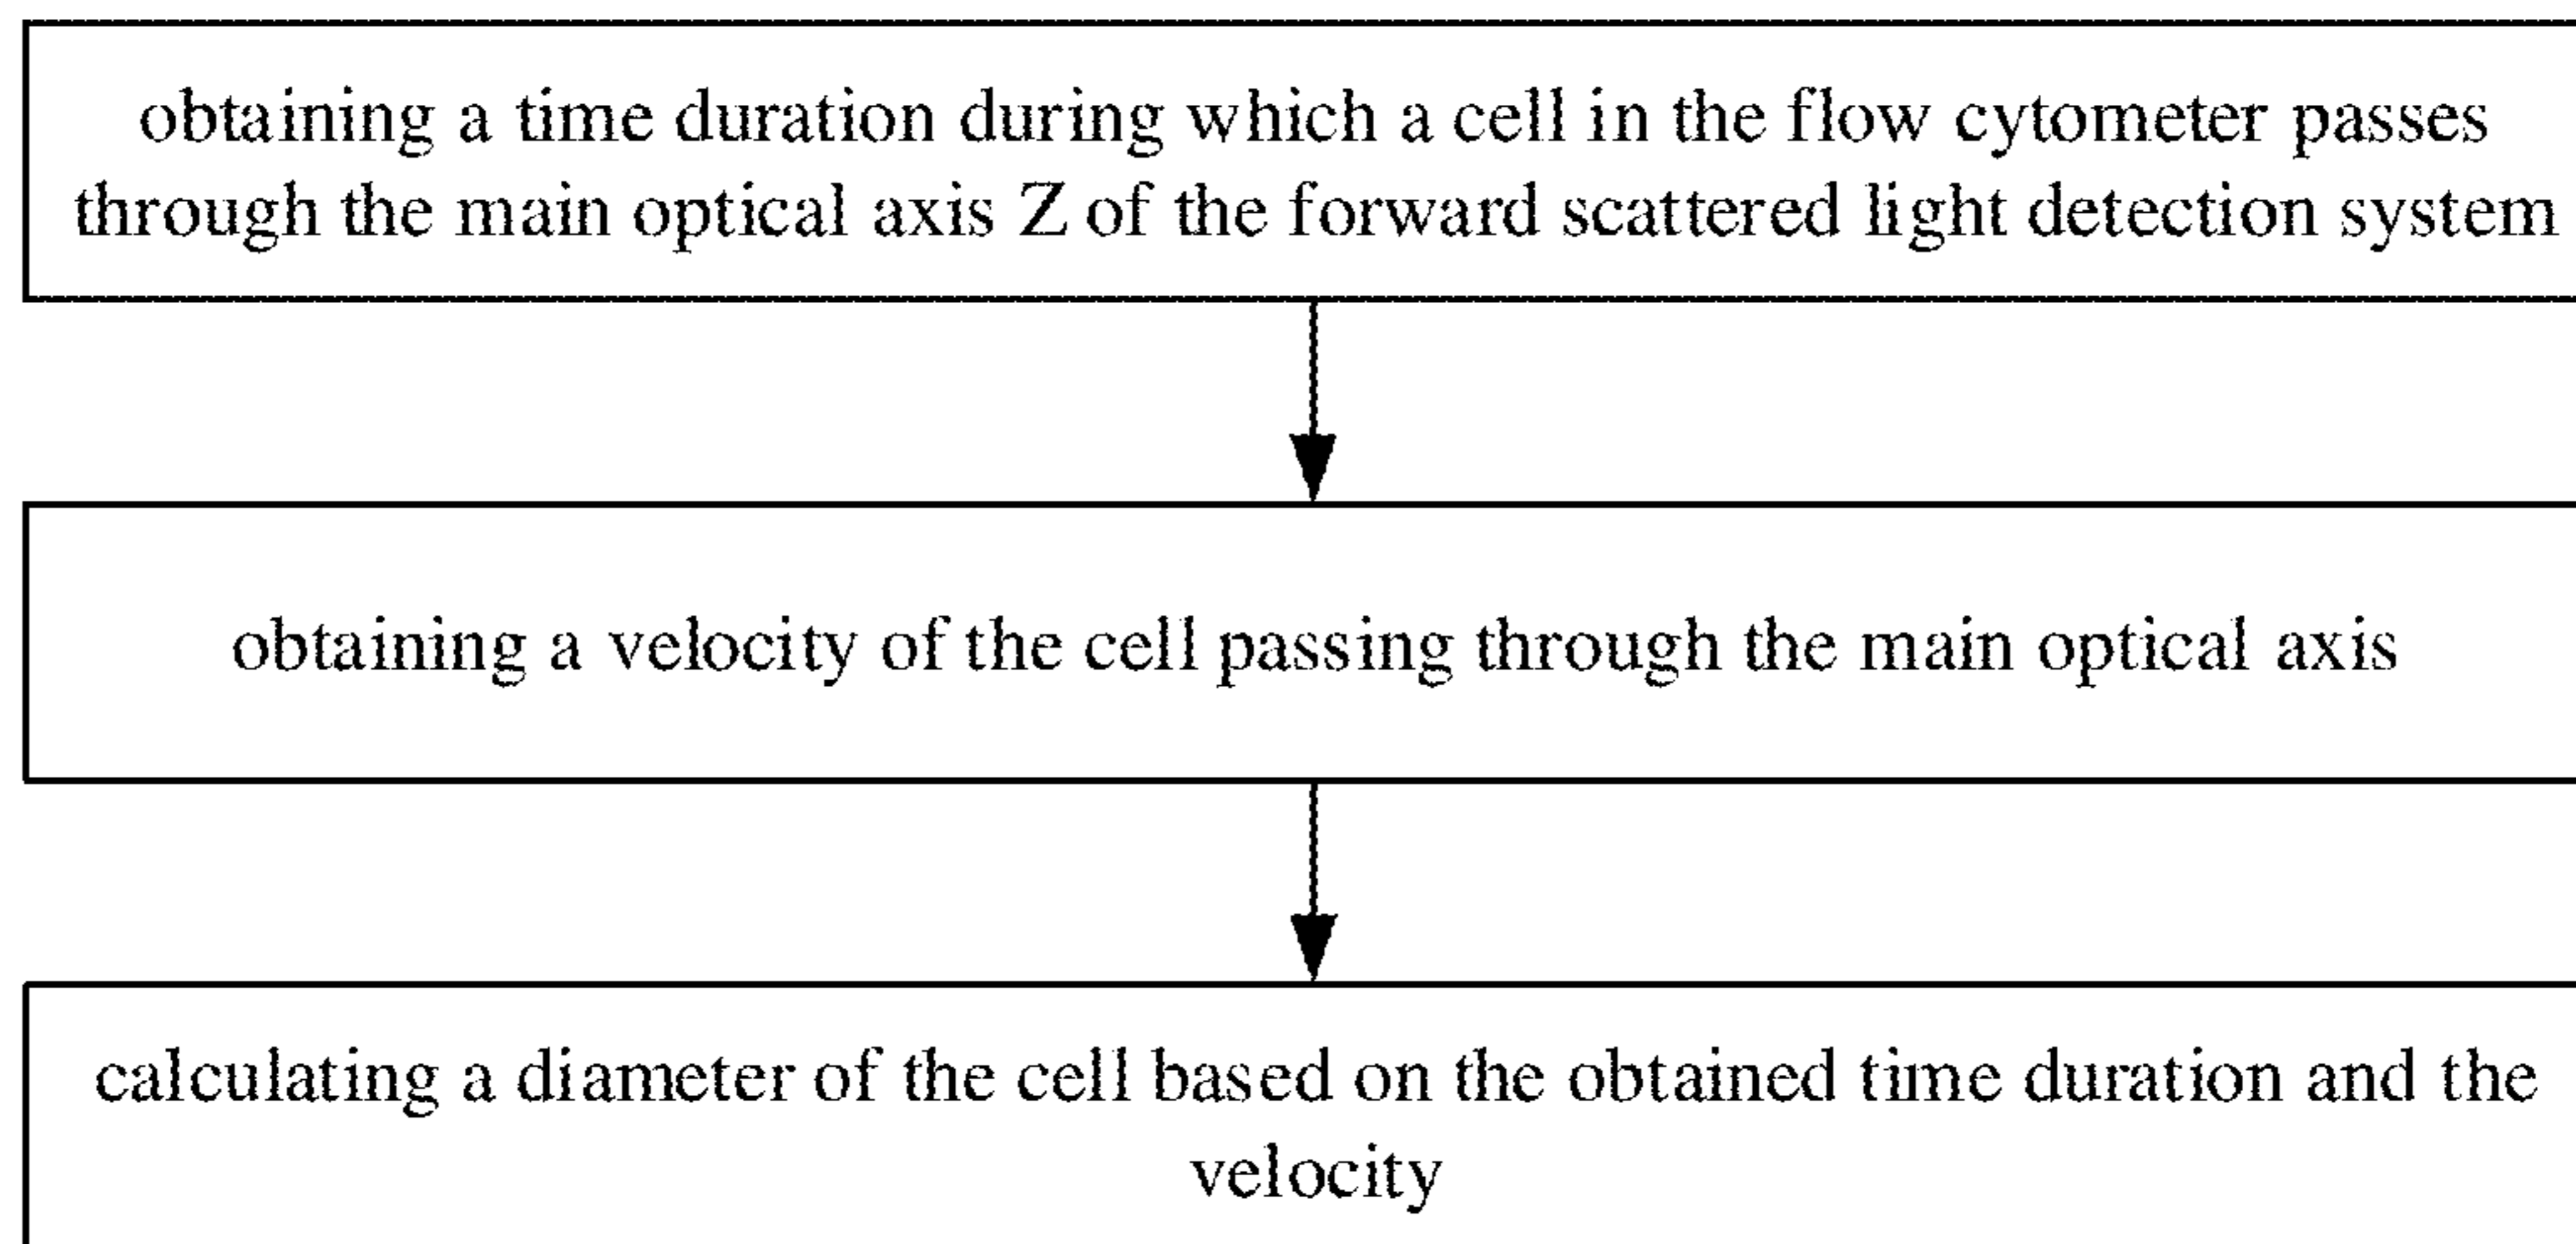 obtaining a time duration during which a cell in the flow cytometer passes
through the main optical axis Z of the forward scattered light detection system
obtaining a velocity of the cell passing through the main optical axis
calculating a diameter of the cell based on the obtained time duration and the
velocity